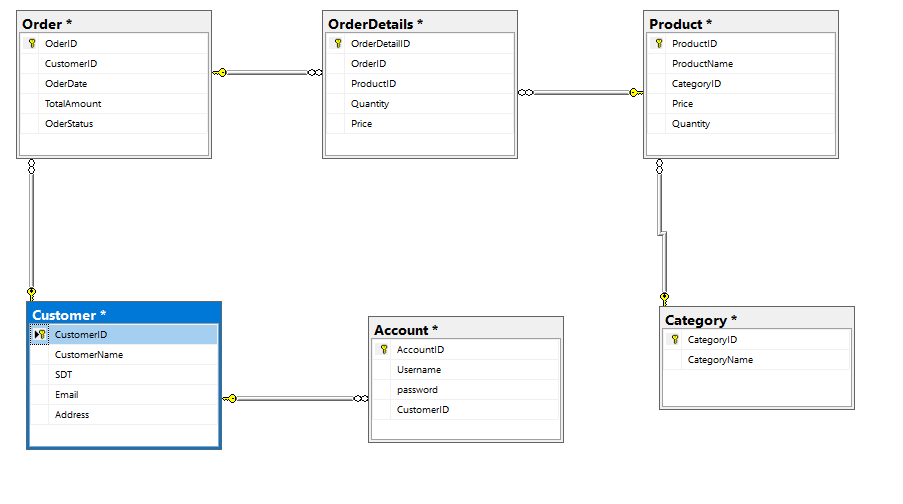 Order *
OderID
CustomerID
OderDate
TotalAmount
OderStatus
OrderDetails *
OrderDetailID
OrderID
ProductID
Quantity
Price
Product *
ProductID
ProductName
CategoryID
Price
Quantity
Customer *
CustomerID
CustomerName
SDT
Email
Address
Account *
AccountID
Username
password
CustomerID
Category *
CategoryID
CategoryName